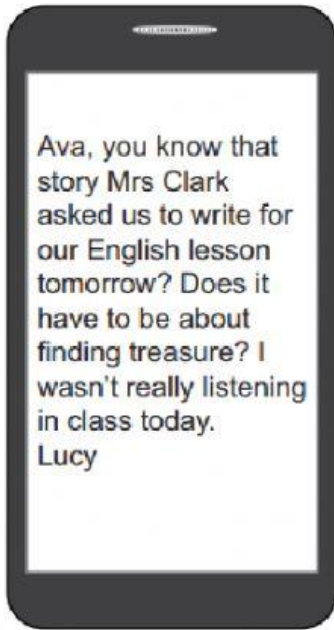 Ava, you know that
story Mrs Clark
asked us to write for
our English lesson
tomorrow? Does it
have to be about
finding treasure? I
wasn't really listening
in class today.
Lucy